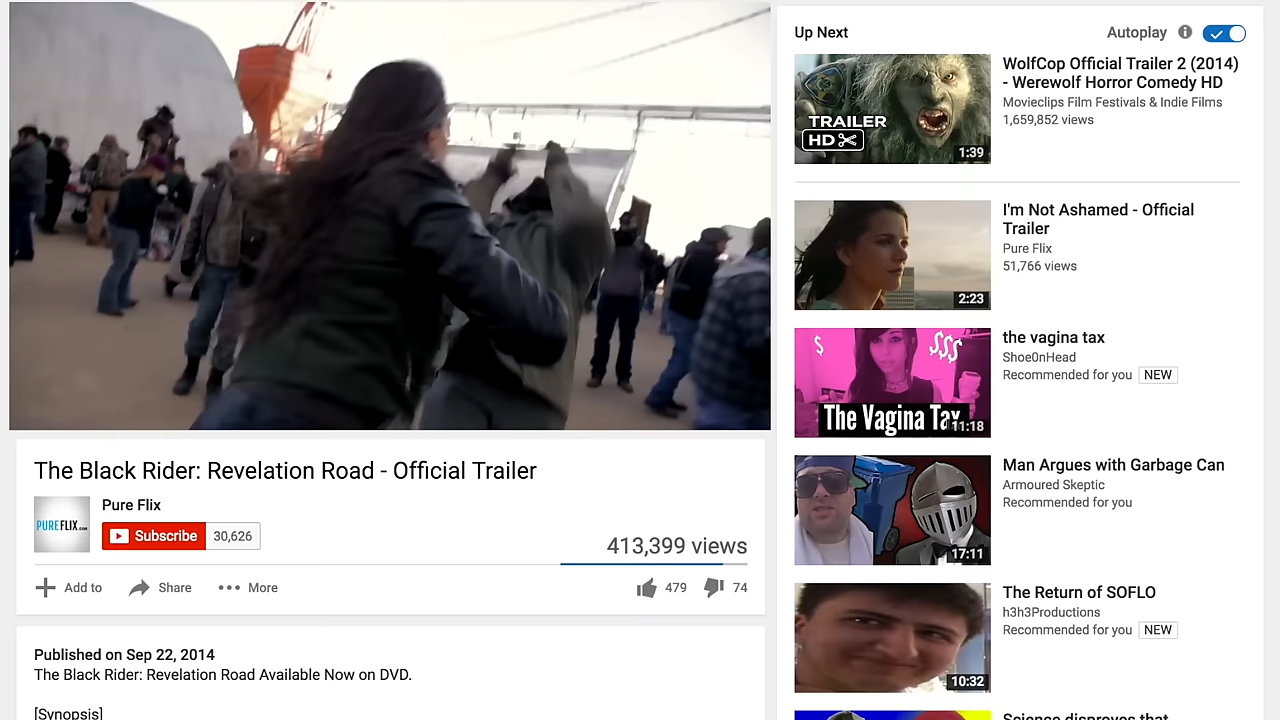 The Black Rider: Revelation Road - Official Trailer
PUREFLIX.com
Pure Flix
Subscribe 30,626
413,399 views
Add to Share More 479 74
Published on Sep 22, 2014
The Black Rider: Revelation Road Available Now on DVD.
[Synopsis]
Up Next Autoplay
TRAILER
HD
1:39
WolfCop Official Trailer 2 (2014)
- Werewolf Horror Comedy HD
Movieclips Film Festivals & Indie Films
1,659,852 views
2:23
I'm Not Ashamed - Official
Trailer
Pure Flix
51,766 views
$ $$$
The Vagina Tax
11:18
the vagina tax
Shoe0nHead
Recommended for you NEW
17:11
Man Argues with Garbage Can
Armoured Skeptic
Recommended for you
10:32
The Return of SOFLO
h3h3Productions
Recommended for you NEW
Science disproves that